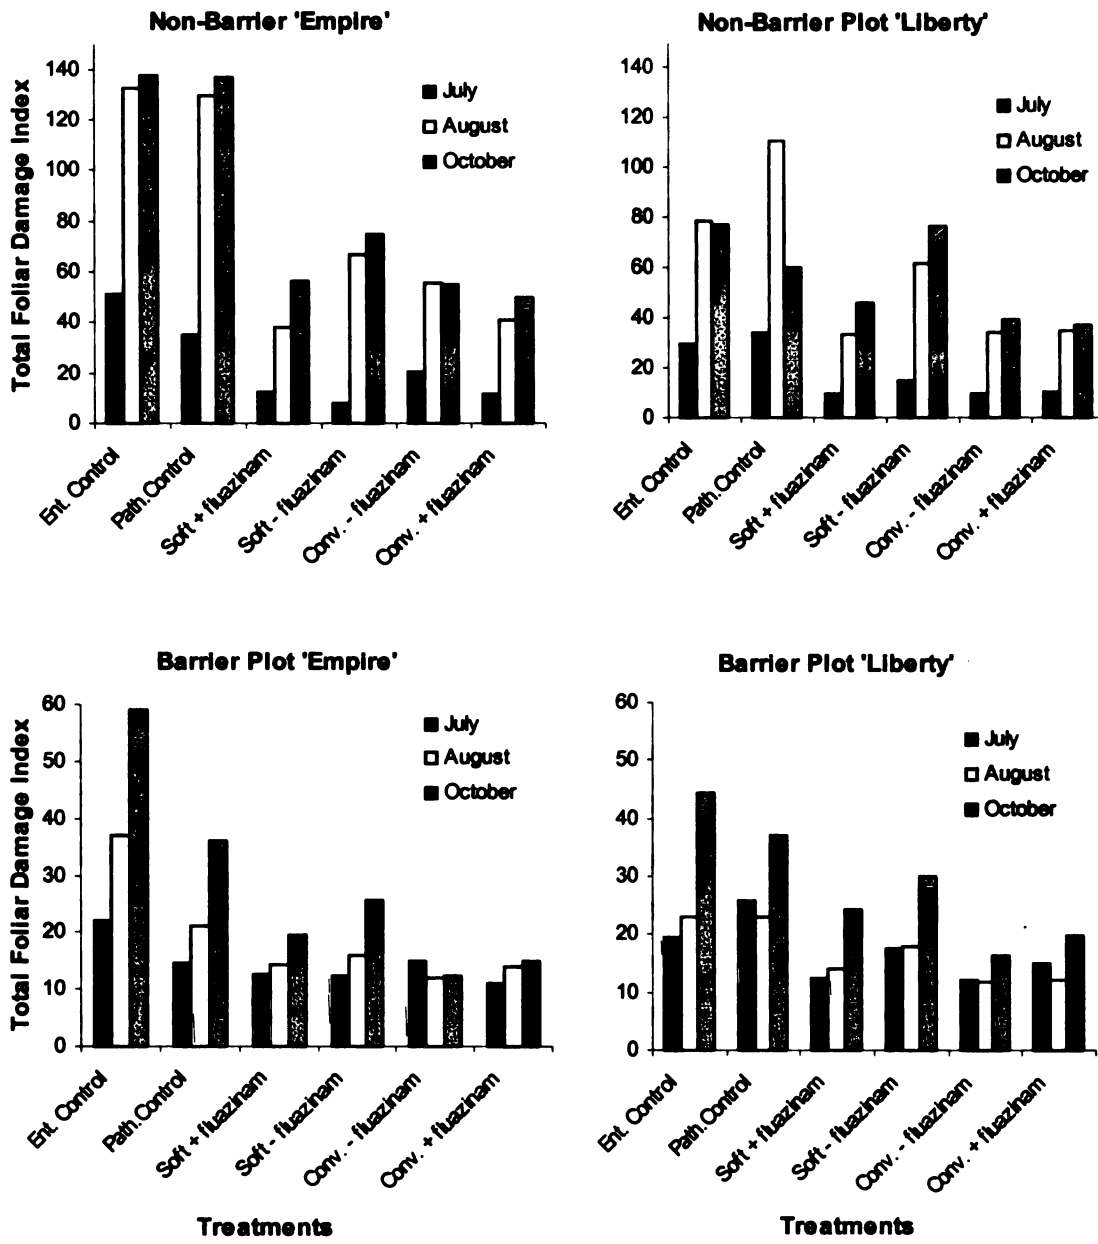 Non-Barrier 'Empire'
Total Foliar Damage Index
140
120
100
80
60
40
20
0
July
August
October
Ent. Control
Path.Control
Soft + fluazinam
Soft - fluazinam
Conv. - fluazinam
Conv. + fluazinam
Non-Barrier Plot 'Liberty'
140
120
100
80
60
40
20
0
July
August
October
Ent. Control
Path.Control
Soft + fluazinam
Soft - fluazinam
Conv. - fluazinam
Conv. + fluazinam
Barrier Plot 'Empire'
Total Foliar Damage Index
60
50
40
30
20
10
0
July
August
October
Ent. Control
Path.Control
Soft + fluazinam
Soft - fluazinam
Conv. - fluazinam
Conv. + fluazinam
Treatments
Barrier Plot 'Liberty'
60
50
40
30
20
10
0
July
August
October
Ent. Control
Path.Control
Soft + fluazinam
Soft - fluazinam
Conv. - fluazinam
Conv. + fluazinam
Treatments